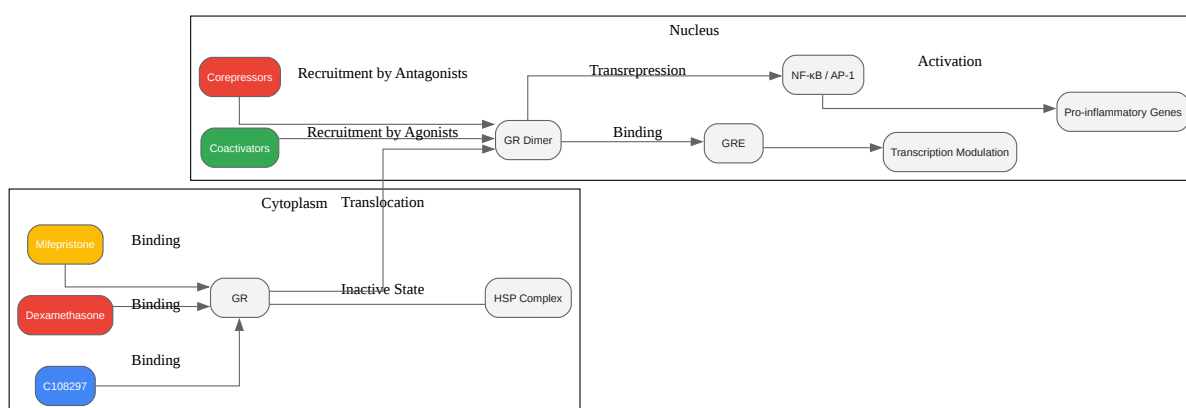 Nucleus
Corepressors
Recruitment by Antagonists
Transrepression
NF-κB / AP-1
Activation
Pro-inflammatory Genes
Coactivators
Recruitment by Agonists
GR Dimer
Binding
GRE
Transcription Modulation
Cytoplasm
Translocation
Mifepristone
Binding
GR
Inactive State
HSP Complex
Dexamethasone
Binding
Binding
C108297